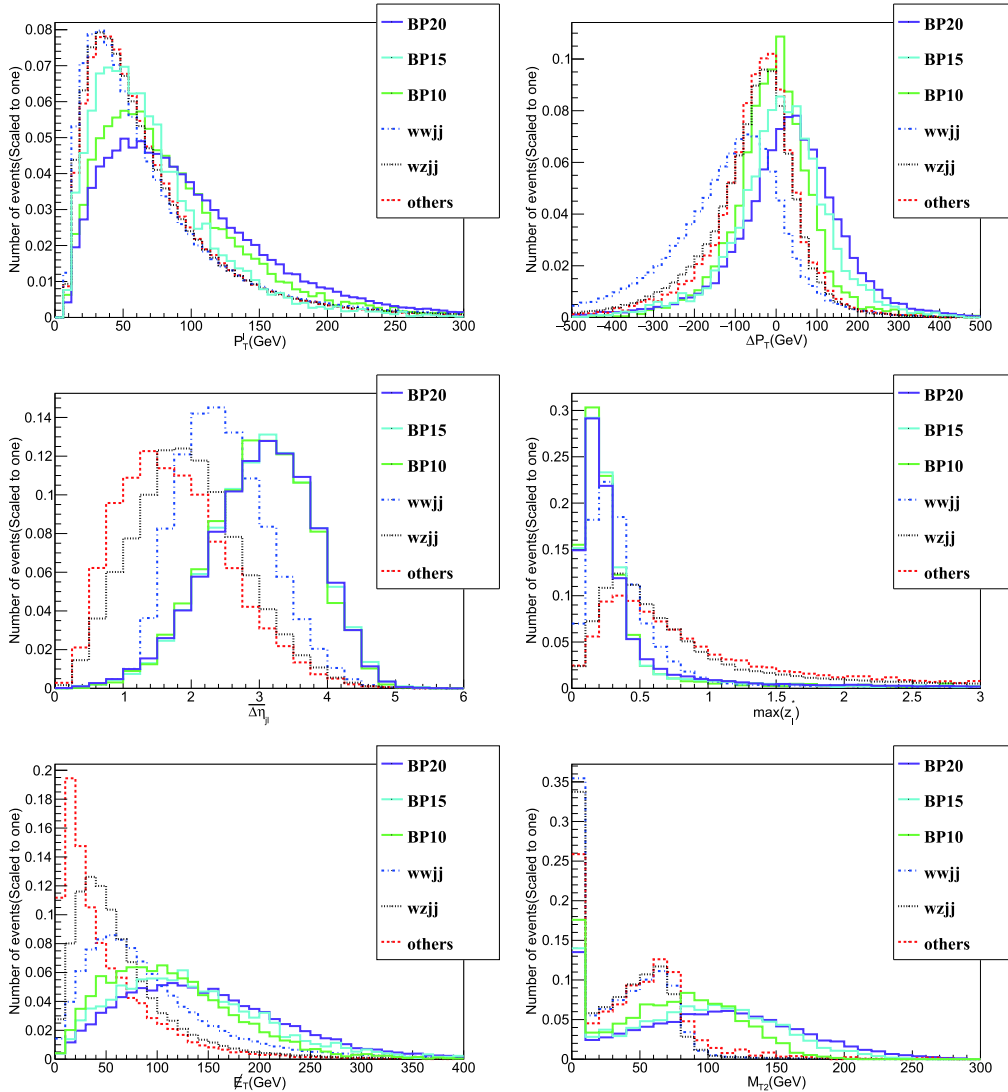 Number of events(Scaled to one)
0.08
0.07
0.06
0.05
0.04
0.03
0.02
0.01
0
0 50 100 150 200 250 300
P_T^l(GeV)
BP20
BP15
BP10
wwjj
wzjj
others
Number of events(Scaled to one)
0.1
0.08
0.06
0.04
0.02
0
−500 −400 −300 −200 −100 0 100 200 300 400 500
ΔP_T(GeV)
BP20
BP15
BP10
wwjj
wzjj
others
Number of events(Scaled to one)
0.14
0.12
0.1
0.08
0.06
0.04
0.02
0
0 1 2 3 4 5 6
Δη_jl
BP20
BP15
BP10
wwjj
wzjj
others
Number of events(Scaled to one)
0.3
0.25
0.2
0.15
0.1
0.05
0
0 0.5 1 1.5 2 2.5 3
max(z_l^*)
BP20
BP15
BP10
wwjj
wzjj
others
Number of events(Scaled to one)
0.2
0.18
0.16
0.14
0.12
0.1
0.08
0.06
0.04
0.02
0
0 50 100 150 200 250 300 350 400
E̸_T(GeV)
BP20
BP15
BP10
wwjj
wzjj
others
Number of events(Scaled to one)
0.35
0.3
0.25
0.2
0.15
0.1
0.05
0
0 50 100 150 200 250 300
M_T2(GeV)
BP20
BP15
BP10
wwjj
wzjj
others